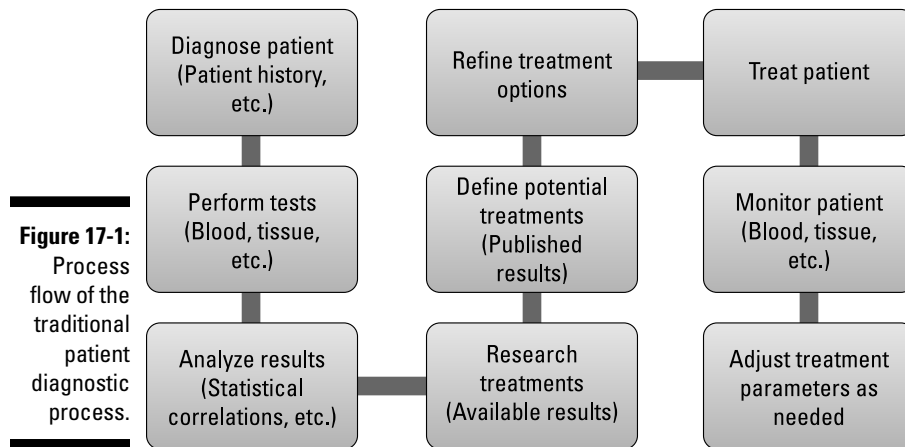 Diagnose patient
(Patient history,
etc.)
Perform tests
(Blood, tissue,
etc.)
Analyze results
(Statistical
correlations, etc.)
Research
treatments
(Available results)
Define potential
treatments
(Published
results)
Refine treatment
options
Treat patient
Monitor patient
(Blood, tissue,
etc.)
Adjust treatment
parameters as
needed
Figure 17-1:
Process
flow of the
traditional
patient
diagnostic
process.